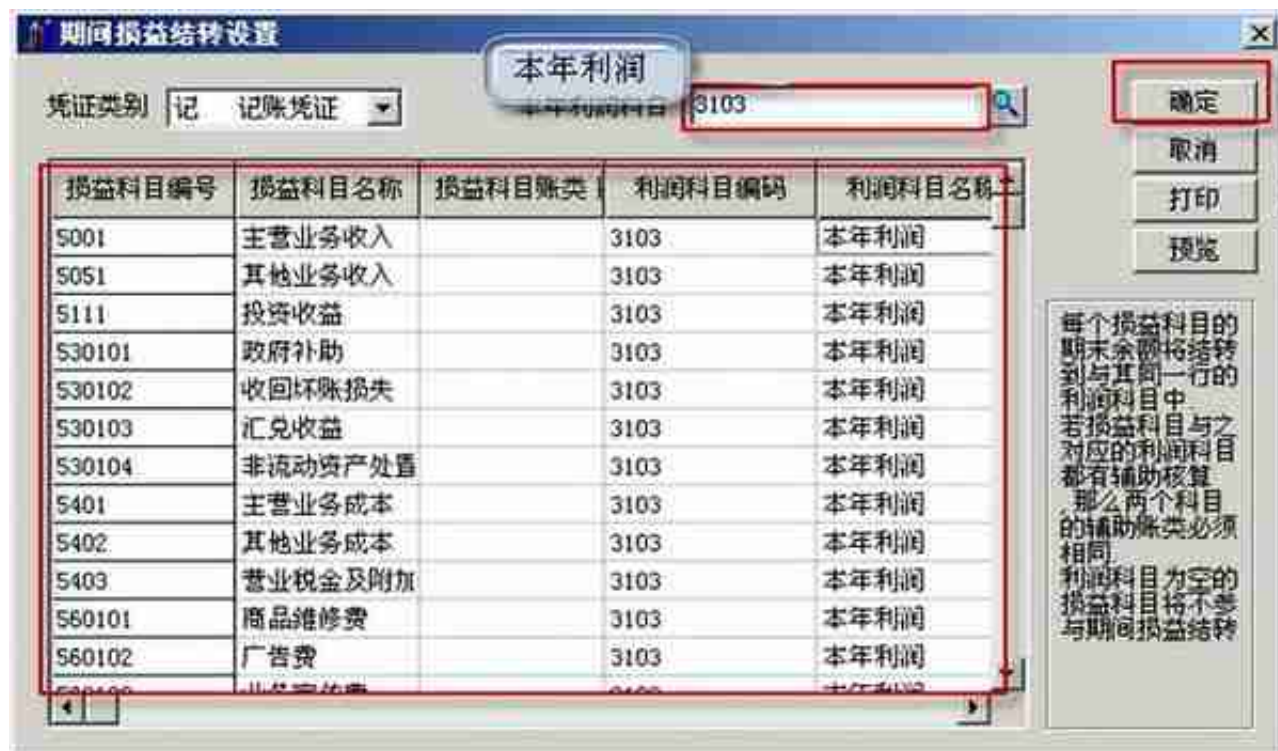 期间损益结转设置
本年利润
凭证类别 记 记账凭证 本年利润科目 3103 确定
取消
打印
预览
损益科目编号 损益科目名称 损益科目账类 利润科目编码 利润科目名称
5001 主营业务收入 3103 本年利润
5051 其他业务收入 3103 本年利润
5111 投资收益 3103 本年利润
530101 政府补助 3103 本年利润
530102 收回坏账损失 3103 本年利润
530103 汇兑收益 3103 本年利润
530104 非流动资产处置 3103 本年利润
5401 主营业务成本 3103 本年利润
5402 其他业务成本 3103 本年利润
5403 营业税金及附加 3103 本年利润
560101 商品维修费 3103 本年利润
560102 广告费 3103 本年利润
每个损益科目的
期末余额将结转
到与其同一行的
利润科目中
若损益科目与之
对应的利润科目
都有辅助核算
,那么两个科目
的辅助账类必须
相同
利润科目为空的
损益科目将不参
与期间损益结转